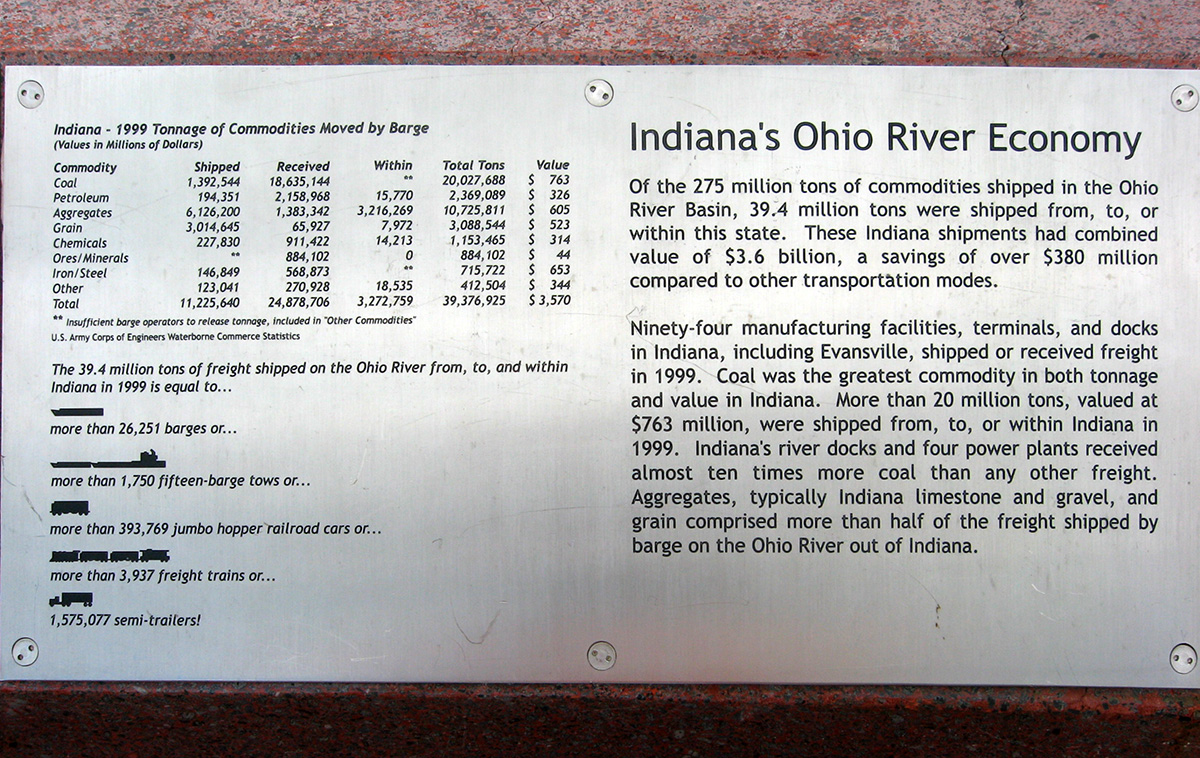 Indiana - 1999 Tonnage of Commodities Moved by Barge
(Values in Millions of Dollars)
Commodity Shipped Received Within Total Tons Value
Coal 1,392,544 18,635,144 ** 20,027,688 $ 763
Petroleum 194,351 2,158,968 15,770 2,369,089 $ 326
Aggregates 6,126,200 1,383,342 3,216,269 10,725,811 $ 605
Grain 3,014,645 65,927 7,972 3,088,544 $ 523
Chemicals 227,830 911,422 14,213 1,153,465 $ 314
Ores/Minerals ** 884,102 0 884,102 $ 44
Iron/Steel 146,849 568,873 ** 715,722 $ 653
Other 123,041 270,928 18,535 412,504 $ 344
Total 11,225,640 24,878,706 3,272,759 39,376,925 $ 3,570
** Insufficient barge operators to release tonnage, included in "Other Commodities"
U.S. Army Corps of Engineers Waterborne Commerce Statistics
The 39.4 million tons of freight shipped on the Ohio River from, to, and within
Indiana in 1999 is equal to...
more than 26,251 barges or...
more than 1,750 fifteen-barge tows or...
more than 393,769 jumbo hopper railroad cars or...
more than 3,937 freight trains or...
1,575,077 semi-trailers!
Indiana's Ohio River Economy
Of the 275 million tons of commodities shipped in the Ohio
River Basin, 39.4 million tons were shipped from, to, or
within this state. These Indiana shipments had combined
value of $3.6 billion, a savings of over $380 million
compared to other transportation modes.
Ninety-four manufacturing facilities, terminals, and docks
in Indiana, including Evansville, shipped or received freight
in 1999. Coal was the greatest commodity in both tonnage
and value in Indiana. More than 20 million tons, valued at
$763 million, were shipped from, to, or within Indiana in
1999. Indiana's river docks and four power plants received
almost ten times more coal than any other freight.
Aggregates, typically Indiana limestone and gravel, and
grain comprised more than half of the freight shipped by
barge on the Ohio River out of Indiana.